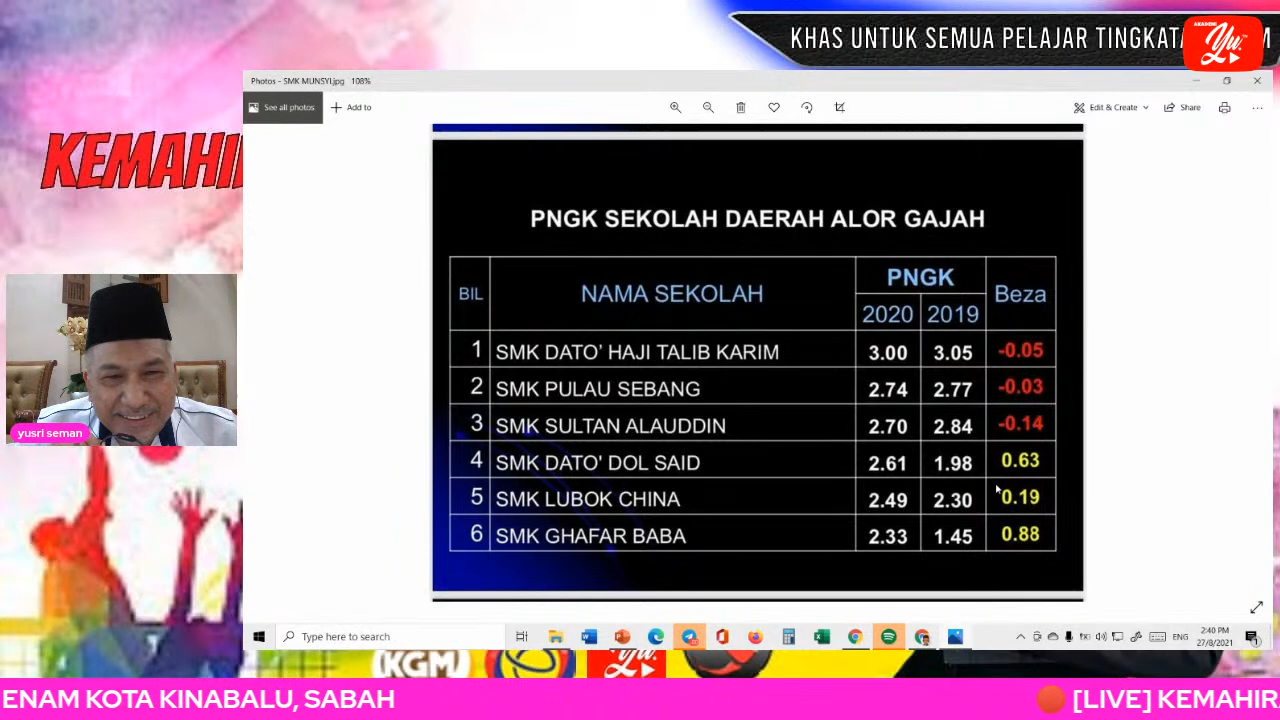 KHAS UNTUK SEMUA PELAJAR TINGKATA
AKADEMI
Yu.
KEMAHIR
Photos - SMK MUNSYI.jpg 108%
See all photos
Add to
Edit & Create
Share
PNGK SEKOLAH DAERAH ALOR GAJAH
BIL NAMA SEKOLAH PNGK Beza
2020 2019
1 SMK DATO' HAJI TALIB KARIM 3.00 3.05 -0.05
2 SMK PULAU SEBANG 2.74 2.77 -0.03
3 SMK SULTAN ALAUDDIN 2.70 2.84 -0.14
4 SMK DATO' DOL SAID 2.61 1.98 0.63
5 SMK LUBOK CHINA 2.49 2.30 0.19
6 SMK GHAFAR BABA 2.33 1.45 0.88
yusri seman
Type here to search
ENG
2:40 PM
27/8/2021
(KGM)
ENAM KOTA KINABALU, SABAH
[LIVE] KEMAHIRA